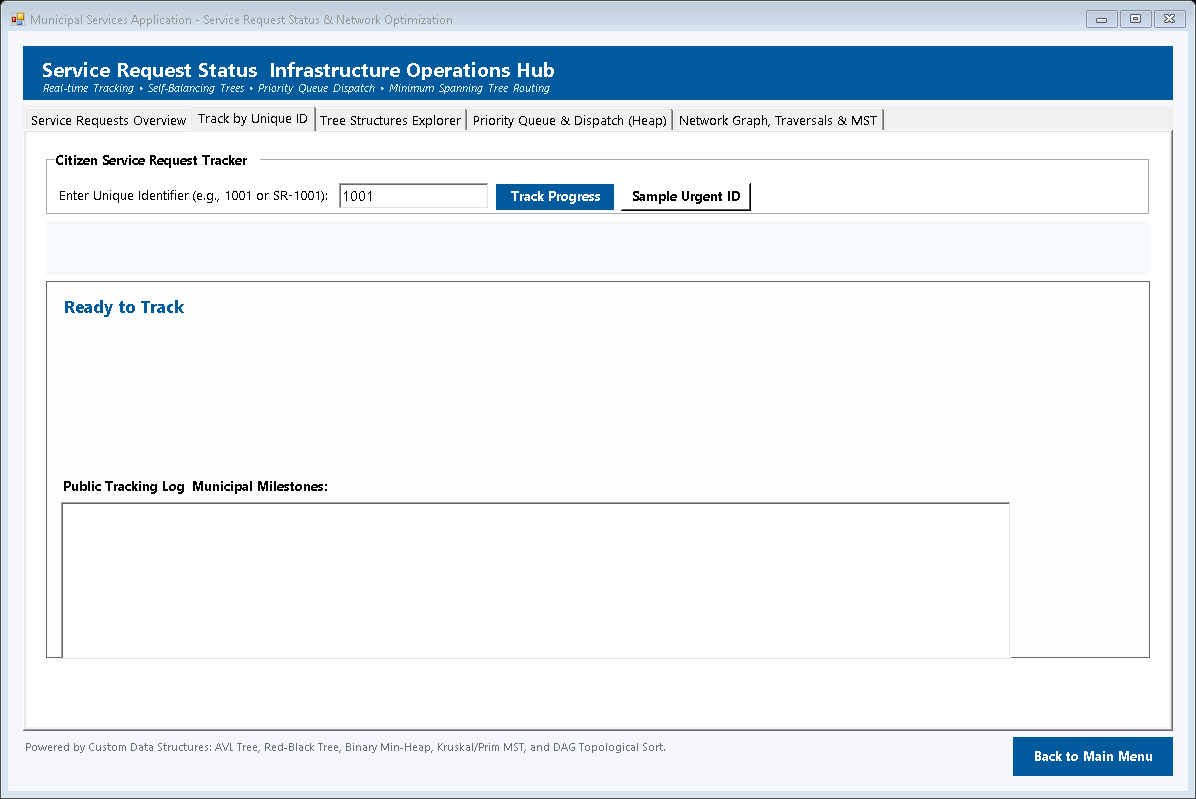 Municipal Services Application - Service Request Status & Network Optimization
Service Request Status  Infrastructure Operations Hub
Real-time Tracking • Self-Balancing Trees • Priority Queue Dispatch • Minimum Spanning Tree Routing
Service Requests Overview Track by Unique ID Tree Structures Explorer Priority Queue & Dispatch (Heap) Network Graph, Traversals & MST
Citizen Service Request Tracker
Enter Unique Identifier (e.g., 1001 or SR-1001): 1001 Track Progress Sample Urgent ID
Ready to Track
Public Tracking Log  Municipal Milestones:
Powered by Custom Data Structures: AVL Tree, Red-Black Tree, Binary Min-Heap, Kruskal/Prim MST, and DAG Topological Sort.
Back to Main Menu